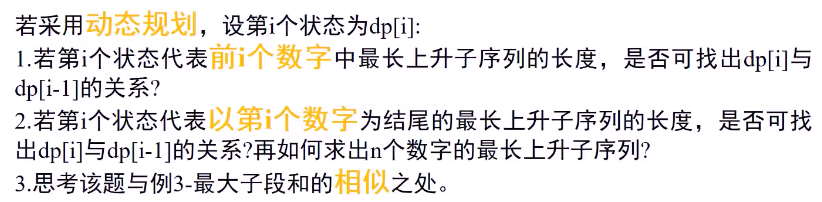 若采用动态规划，设第i个状态为dp[i]:
1.若第i个状态代表前i个数字中最长上升子序列的长度，是否可找出dp[i]与
dp[i-1]的关系?
2.若第i个状态代表以第i个数字为结尾的最长上升子序列的长度，是否可找
出dp[i]与dp[i-1]的关系?再如何求出n个数字的最长上升子序列?
3.思考该题与例3-最大子段和的相似之处。